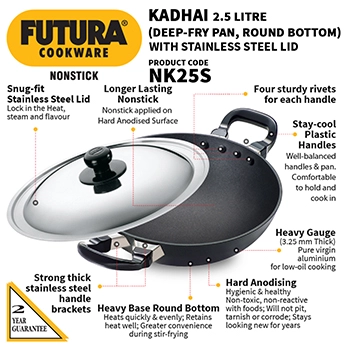 FUTURA®
COOKWARE
NONSTICK
KADHAI 2.5 LITRE
(DEEP-FRY PAN, ROUND BOTTOM)
WITH STAINLESS STEEL LID
PRODUCT CODE
NK25S
Snug-fit
Stainless Steel Lid
Lock in the Heat,
steam and flavour
Longer Lasting
Nonstick
Nonstick applied on
Hard Anodised Surface
Four sturdy rivets
for each handle
Stay-cool
Plastic
Handles
Well-balanced
handles & pan.
Comfortable
to hold and
cook in
Heavy Gauge
(3.25 mm Thick)
Pure virgin
aluminium
for low-oil cooking
Strong thick
stainless steel
handle
brackets
Heavy Base Round Bottom
Heats quickly & evenly; Retains
heat well; Greater convenience
during stir-frying
Hard Anodising
Hygienic & healthy
Non-toxic, non-reactive
with foods; Will not pit,
tarnish or corrode; Stays
looking new for years
2
YEAR
GUARANTEE